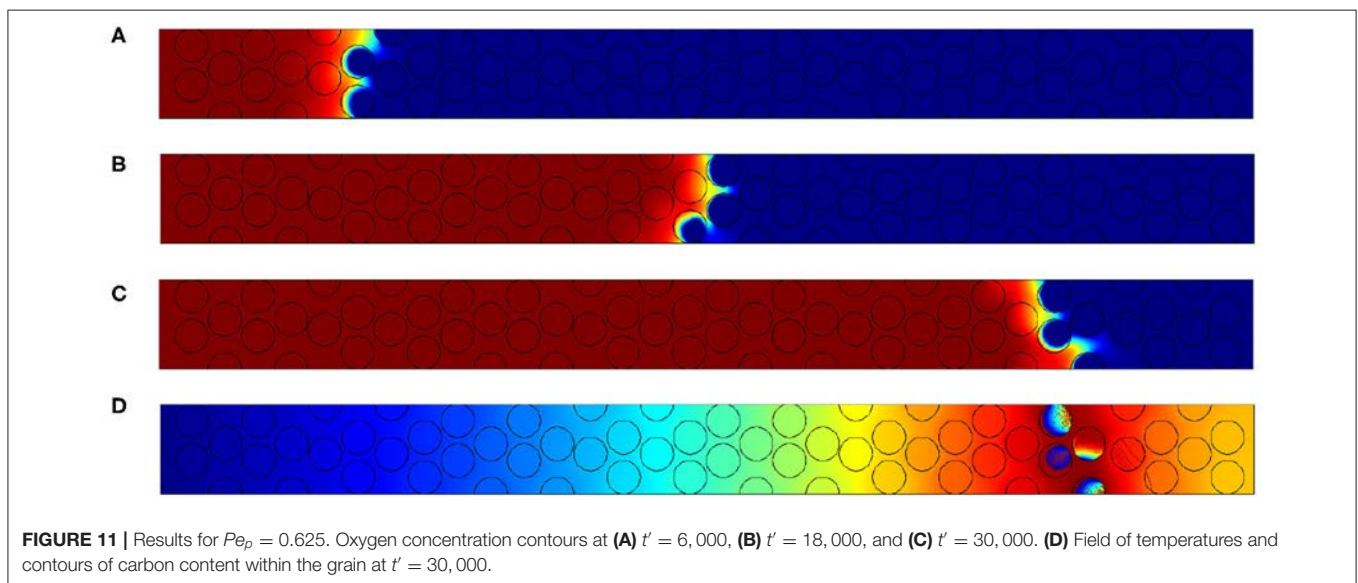 A
B
C
D
FIGURE 11 | Results for Peₚ = 0.625. Oxygen concentration contours at (A) t′ = 6, 000, (B) t′ = 18, 000, and (C) t′ = 30, 000. (D) Field of temperatures and
contours of carbon content within the grain at t′ = 30, 000.